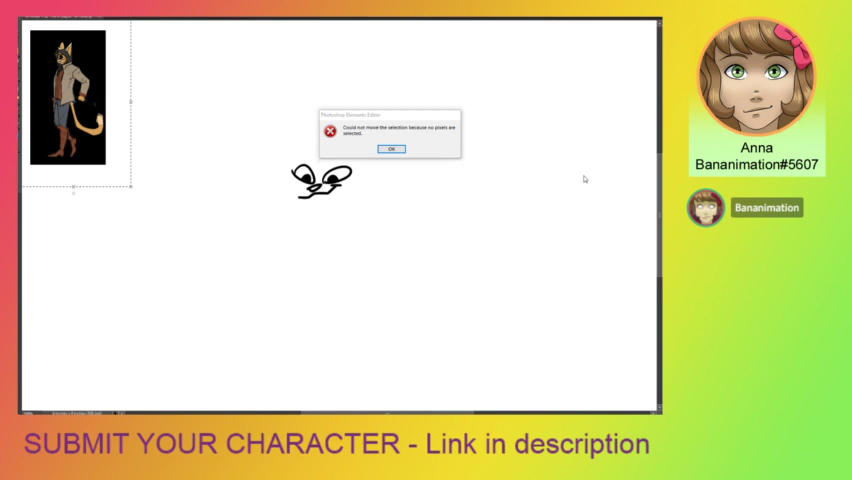 Photoshop Elements Editor
Could not move the selection because no pixels are
selected.
OK
Anna
Bananimation#5607
Bananimation
SUBMIT YOUR CHARACTER - Link in description